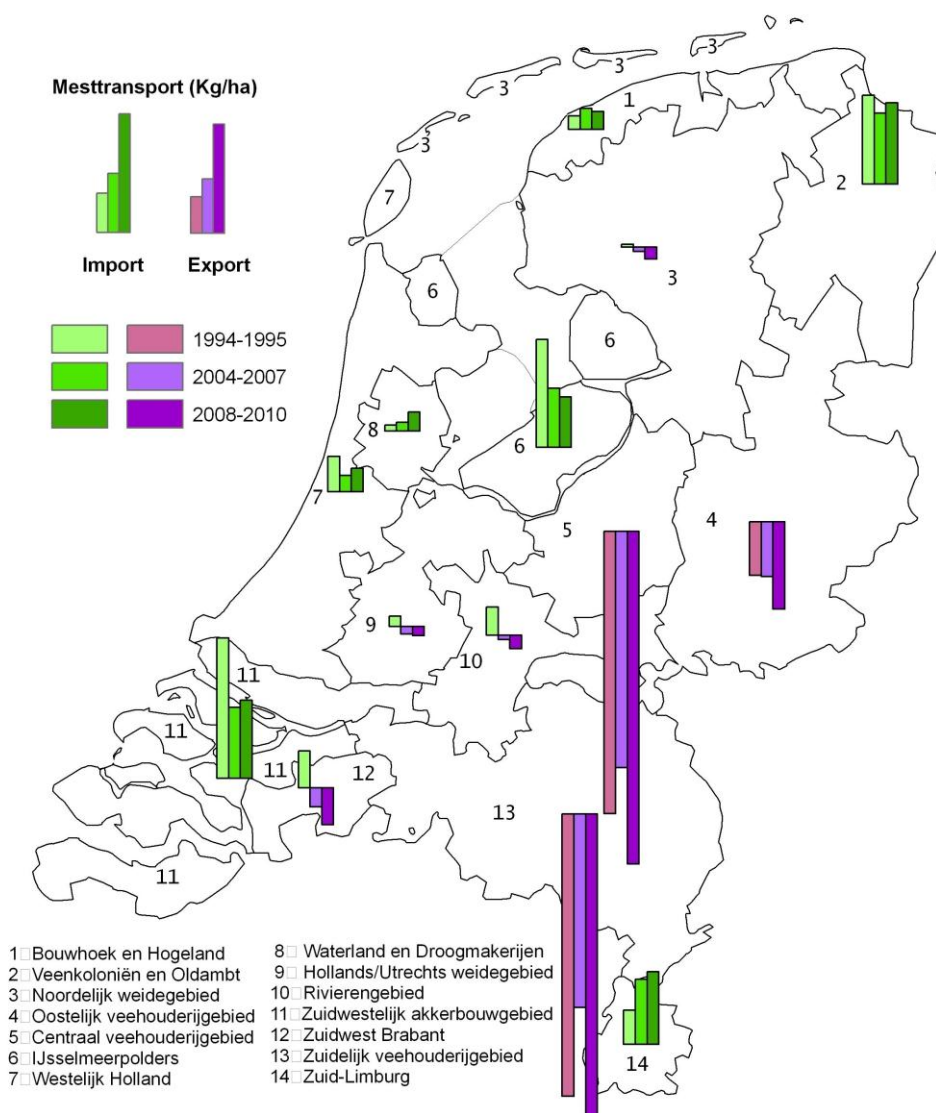 3
3
3
1
Mesttransport (Kg/ha)
3
7
2
Import Export
3
6
6
1994-1995
2004-2007
2008-2010
8
6
7
5
4
9
10
11
11
11
12
13
11
1 Bouwhoek en Hogeland
2 Veenkoloniën en Oldambt
3 Noordelijk weidegebied
4 Oostelijk veehouderijgebied
5 Centraal veehouderijgebied
6 IJsselmeerpolders
7 Westelijk Holland
8 Waterland en Droogmakerijen
9 Hollands/Utrechts weidegebied
10 Rivierengebied
11 Zuidwestelijk akkerbouwgebied
12 Zuidwest Brabant
13 Zuidelijk veehouderijgebied
14 Zuid-Limburg
14